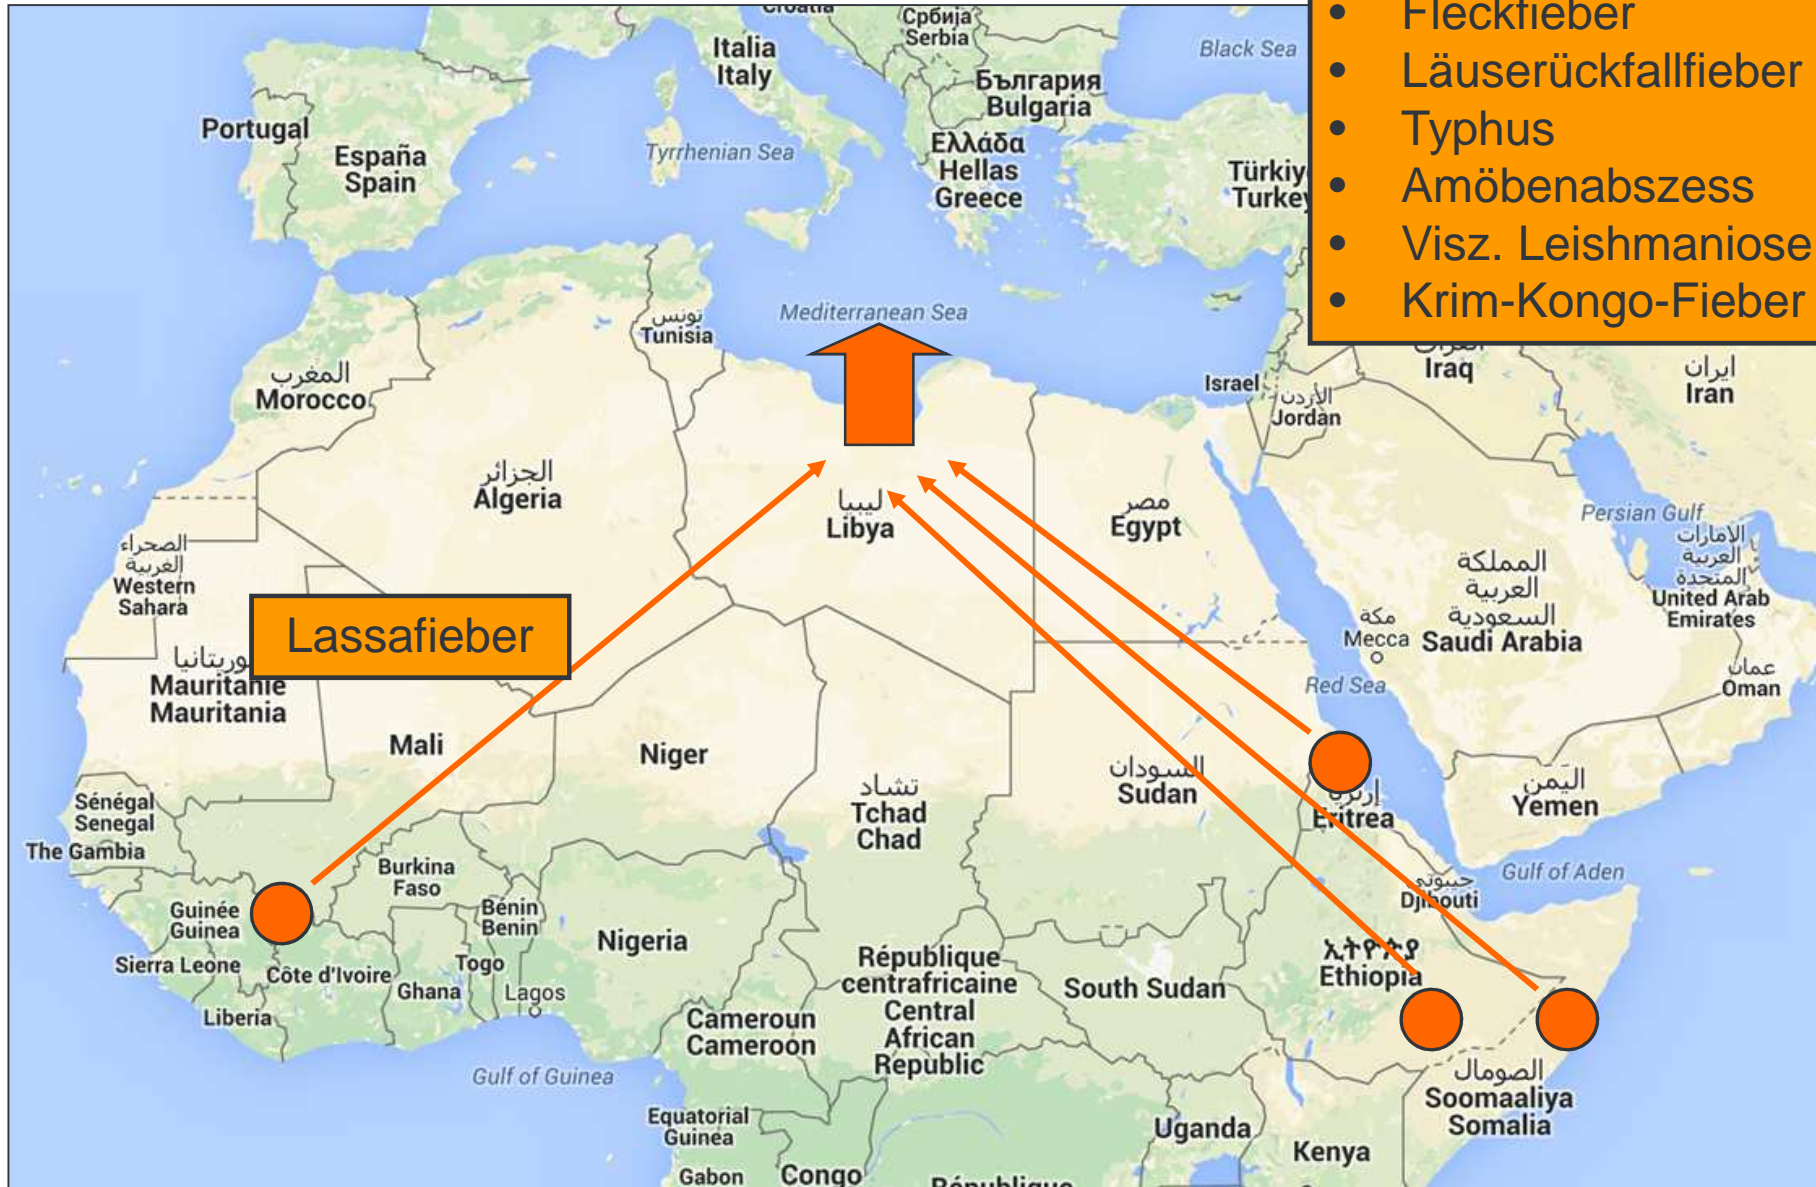 Croatia
Србија
Serbia
Italia
Italy
Black Sea
България
Bulgaria
Portugal
España
Spain
Tyrrhenian Sea
Ελλάδα
Hellas
Greece
Türkiy
Turkey
• Fleckfieber
• Läuserückfallfieber
• Typhus
• Amöbenabszess
• Visz. Leishmaniose
• Krim-Kongo-Fieber
Mediterranean Sea
تونس
Tunisia
المغرب
Morocco
Israel
الأردن
Jordan
Iraq
ايران
Iran
الجزائر
Algeria
ليبيا
Libya
مصر
Egypt
Persian Gulf
الامارات
العربية
المتحدة
United Arab
Emirates
الصحراء
الغربية
Western
Sahara
المملكة
العربية
السعودية
Saudi Arabia
مكة
Mecca
Lassafieber
Mauritanie
Mauritania
Red Sea
عمان
Oman
Mali
Niger
تشاد
Tchad
Chad
السودان
Sudan
إرتريا
Eritrea
اليمن
Yemen
Sénégal
Senegal
The Gambia
Burkina
Faso
Gulf of Aden
جيبوتي
Djibouti
Guinée
Guinea
Bénin
Benin
Nigeria
Sierra Leone
Côte d'Ivoire
Togo
Ghana
Lagos
République
centrafricaine
Central
African
Republic
South Sudan
ኢትዮጵያ
Ethiopia
Liberia
Cameroun
Cameroon
Gulf of Guinea
الصومال
Soomaaliya
Somalia
Equatorial
Guinea
Uganda
Kenya
Gabon
Congo
République